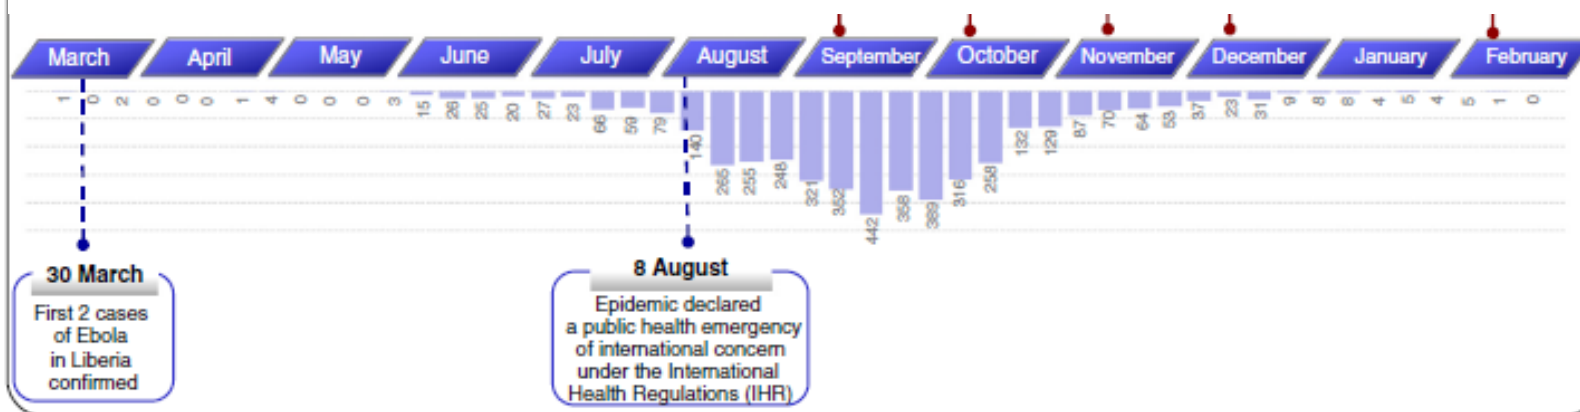 March April May June July August September October November December January February
1 0 2 0 0 0 1 4 0 0 0 3 15 26 25 20 27 23 66 59 79 140 265 255 248 321 352 442 358 389 316 258 132 129 87 70 64 53 37 23 31 9 8 8 4 5 4 5 1 0
30 March
First 2 cases
of Ebola
in Liberia
confirmed
8 August
Epidemic declared
a public health emergency
of international concern
under the International
Health Regulations (IHR)